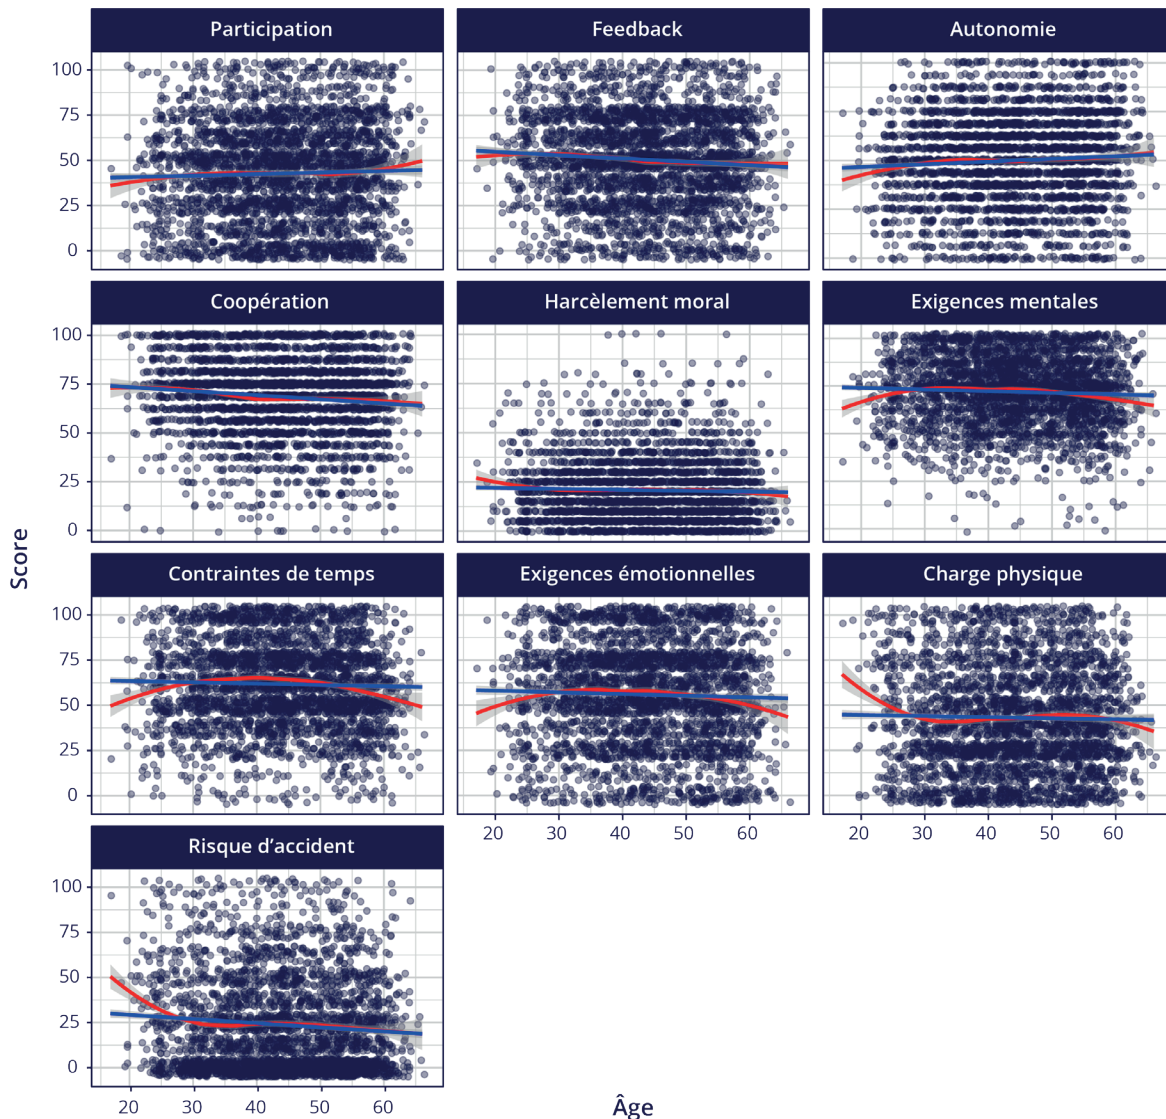 Participation
Feedback
Autonomie
100
75
50
25
0
Coopération
Harcèlement moral
Exigences mentales
100
75
50
25
0
Score
Contraintes de temps
Exigences émotionnelles
Charge physique
100
75
50
25
0
20 30 40 50 60
20 30 40 50 60
Risque d’accident
100
75
50
25
0
20 30 40 50 60
Âge